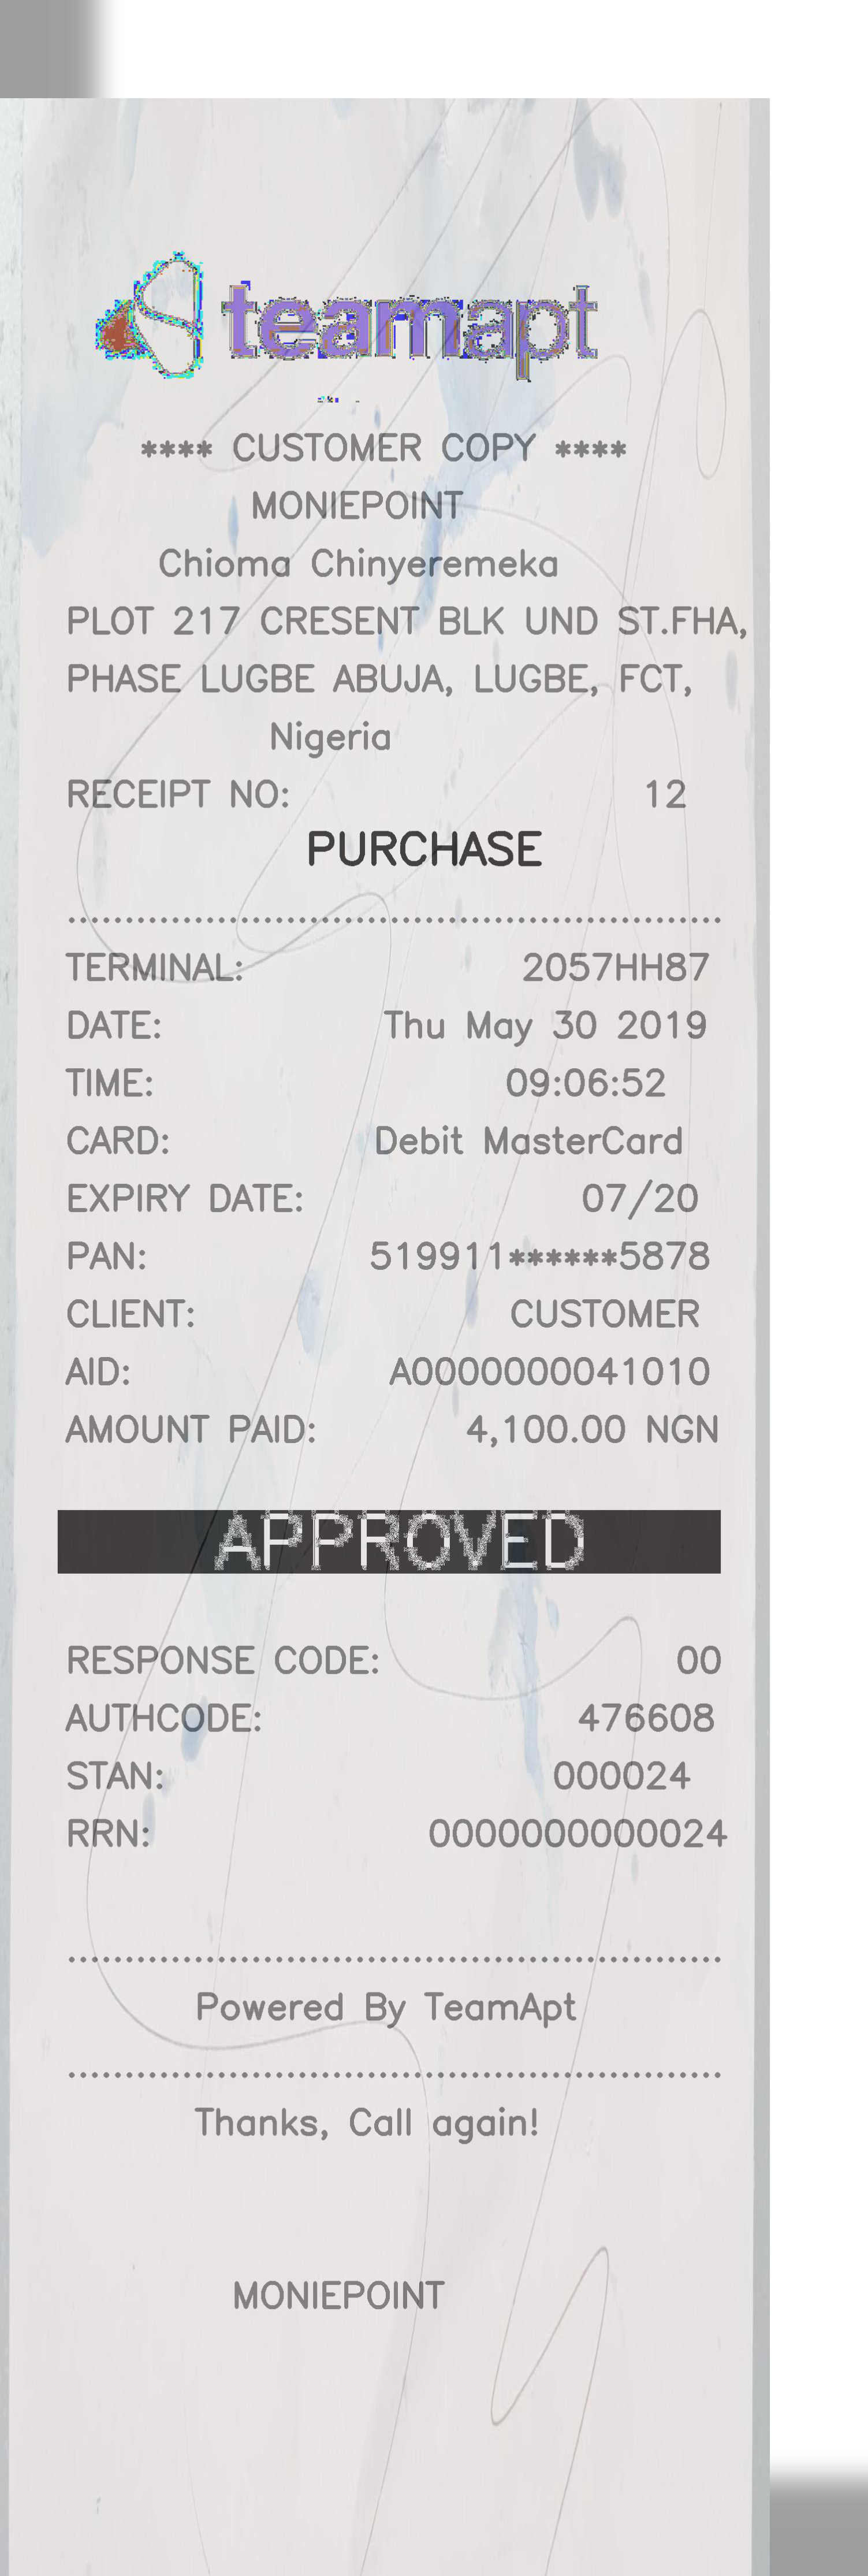 teamapt
**** CUSTOMER COPY ****
MONIEPOINT
Chioma Chinyeremeka
PLOT 217 CRESENT BLK UND ST.FHA,
PHASE LUGBE ABUJA, LUGBE, FCT,
Nigeria
RECEIPT NO: 12
PURCHASE
TERMINAL: 2057HH87
DATE: Thu May 30 2019
TIME: 09:06:52
CARD: Debit MasterCard
EXPIRY DATE: 07/20
PAN: 519911******5878
CLIENT: CUSTOMER
AID: A0000000041010
AMOUNT PAID: 4,100.00 NGN
APPROVED
RESPONSE CODE: 00
AUTHCODE: 476608
STAN: 000024
RRN: 0000000000024
Powered By TeamApt
Thanks, Call again!
MONIEPOINT